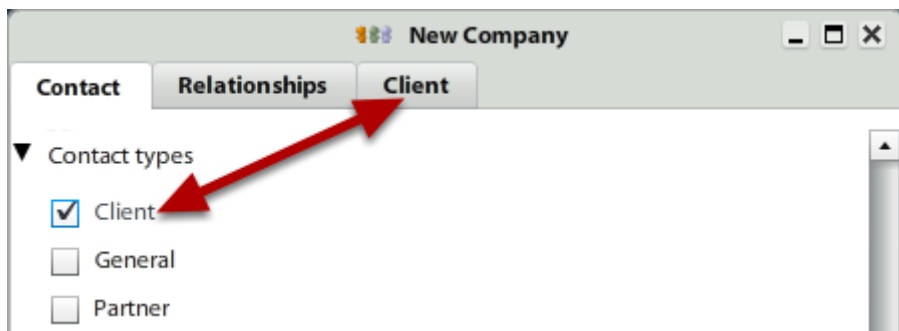 New Company
Contact Relationships Client
Contact types
Client
General
Partner